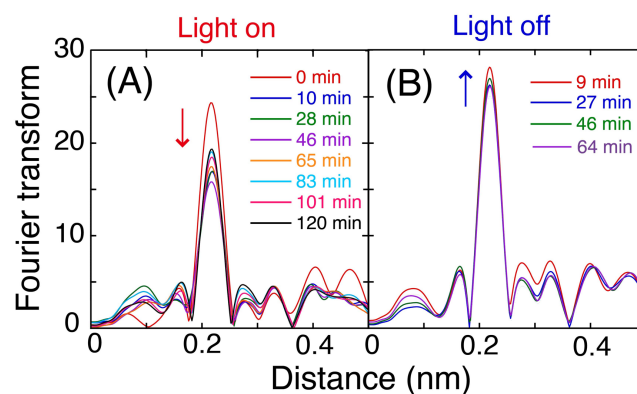 Light on
Light off
Fourier transform
30
20
10
0
(A)
0 min
10 min
28 min
46 min
65 min
83 min
101 min
120 min
(B)
9 min
27 min
46 min
64 min
0
0.2
0.4
0
0.2
0.4
Distance (nm)